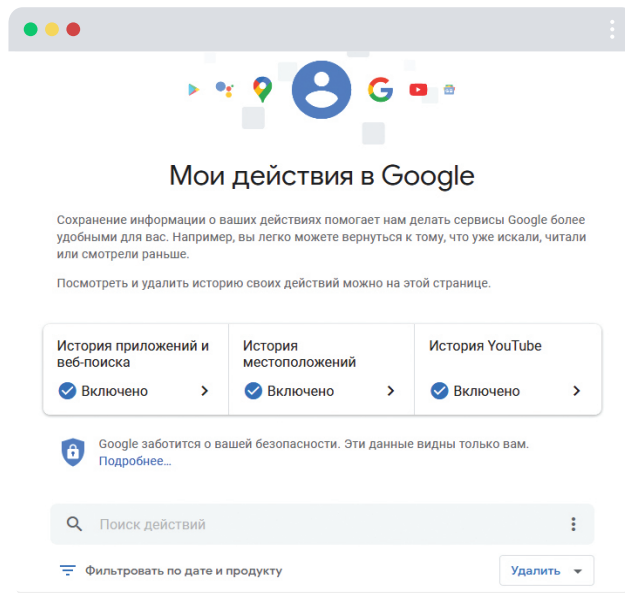 Мои действия в Google
Сохранение информации о ваших действиях помогает нам делать сервисы Google более
удобными для вас. Например, вы легко можете вернуться к тому, что уже искали, читали
или смотрели раньше.
Посмотреть и удалить историю своих действий можно на этой странице.
История приложений и
веб-поиска
Включено
История
местоположений
Включено
История YouTube
Включено
Google заботится о вашей безопасности. Эти данные видны только вам.
Подробнее...
Поиск действий
Фильтровать по дате и продукту
Удалить